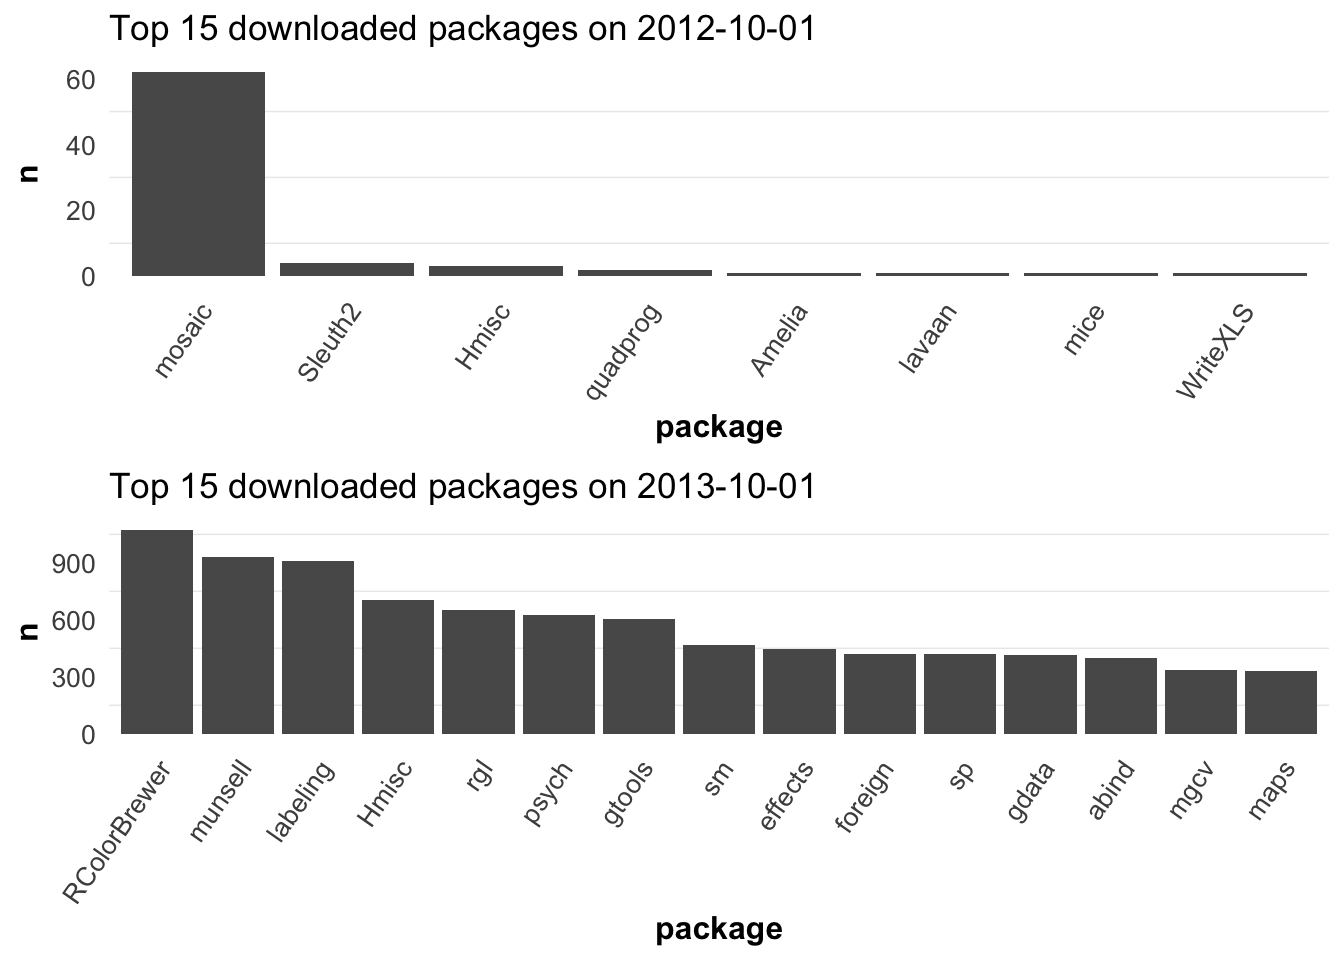 Top 15 downloaded packages on 2012-10-01
60
40
20
0
n
mosaic
Sleuth2
Hmisc
quadprog
Amelia
lavaan
mice
WriteXLS
package
Top 15 downloaded packages on 2013-10-01
900
600
300
0
n
RColorBrewer
munsell
labeling
Hmisc
rgl
psych
gtools
sm
effects
foreign
sp
gdata
abind
mgcv
maps
package